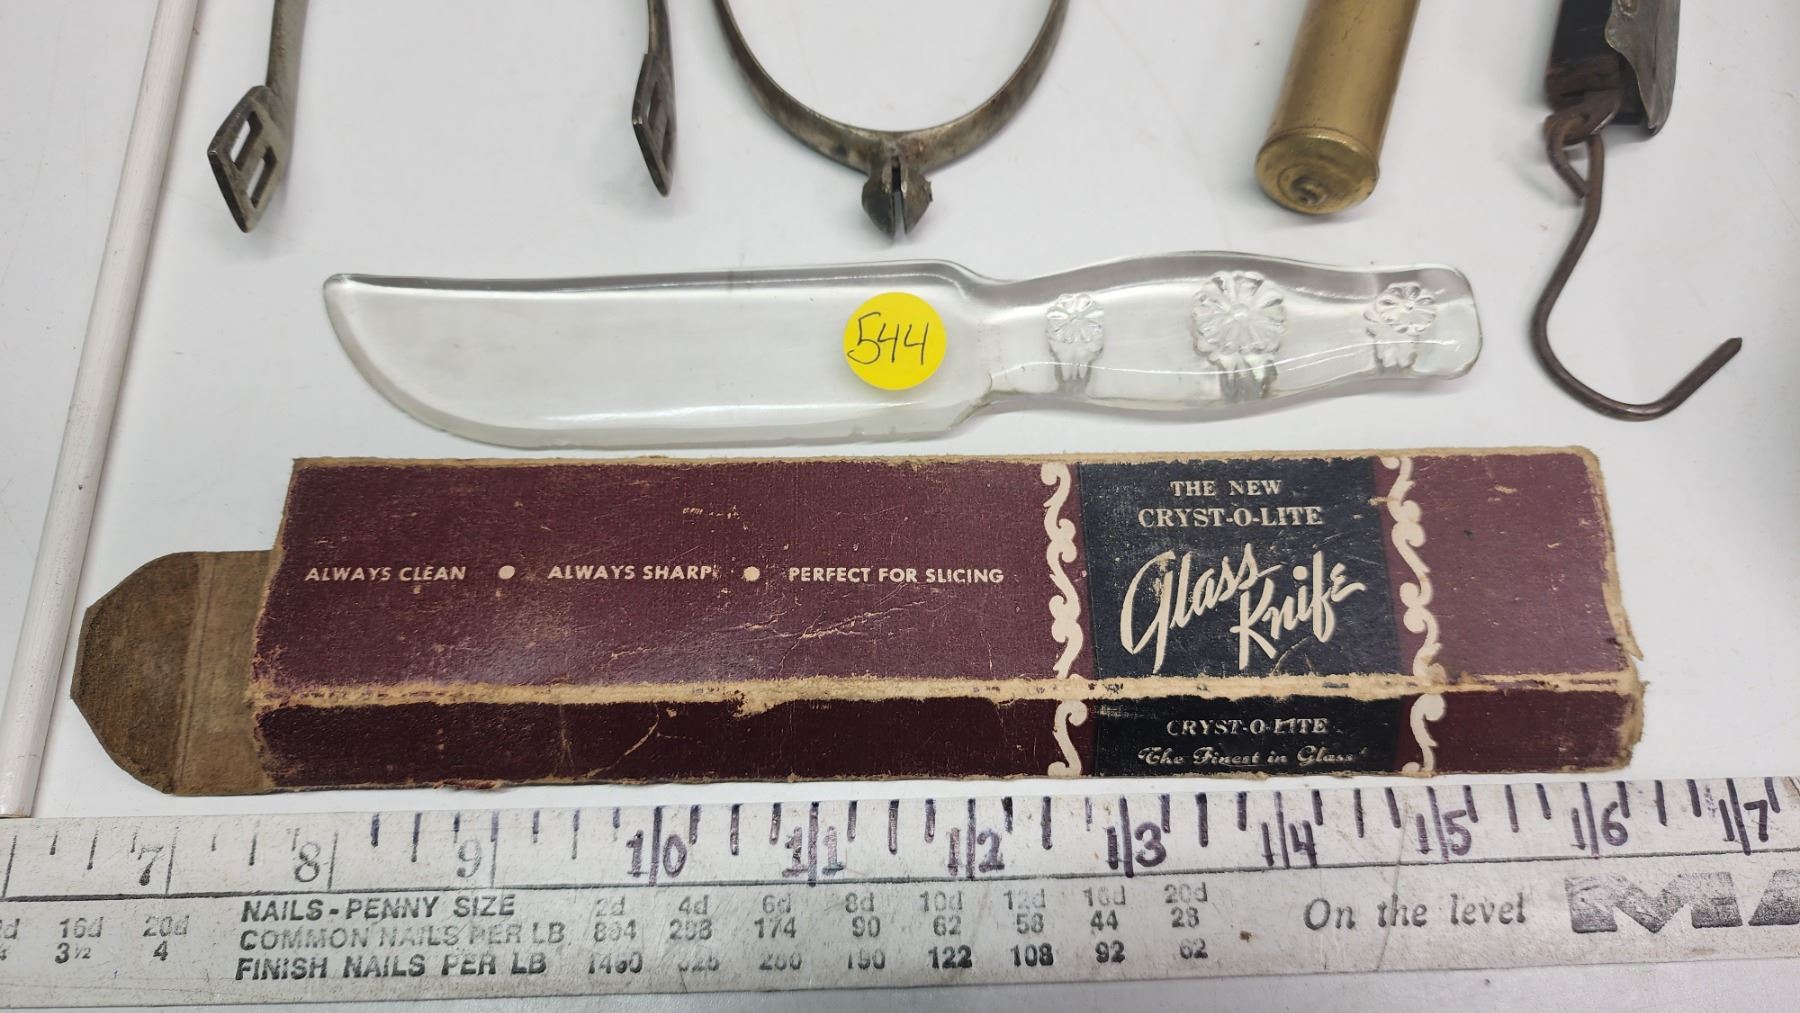 544
THE NEW
CRYST-O-LITE
Glass
Knife
ALWAYS CLEAN ● ALWAYS SHARP ● PERFECT FOR SLICING
CRYST-O-LITE
The Finest in Glass
7 8 9 10 11 12 13 14 15 16 17
16d 20d NAILS - PENNY SIZE 2d 4d 6d 8d 10d 12d 16d 20d
3½ 4 COMMON NAILS PER LB 174 90 62 58 44 28
FINISH NAILS PER LB 122 108 92 62
On the level